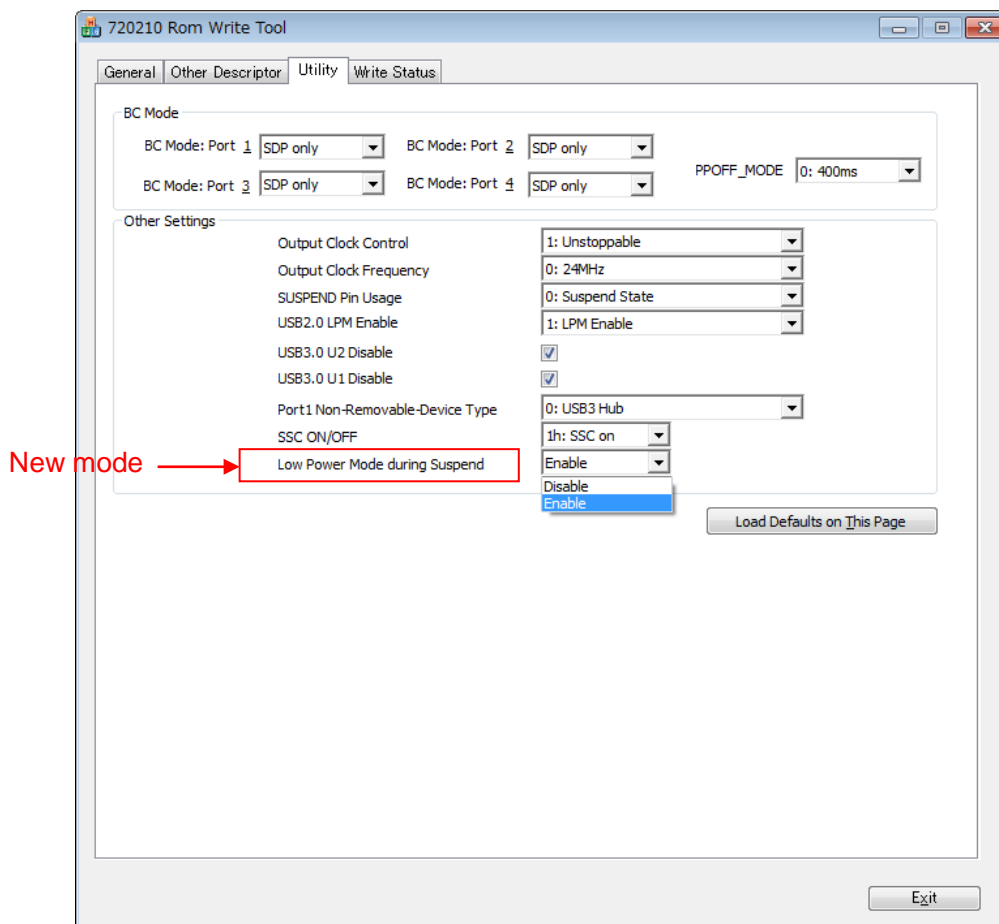 720210 Rom Write Tool
General Other Descriptor Utility Write Status
BC Mode
BC Mode: Port 1 SDP only BC Mode: Port 2 SDP only
PPOFF_MODE 0: 400ms
BC Mode: Port 3 SDP only BC Mode: Port 4 SDP only
Other Settings
Output Clock Control 1: Unstoppable
Output Clock Frequency 0: 24MHz
SUSPEND Pin Usage 0: Suspend State
USB2.0 LPM Enable 1: LPM Enable
USB3.0 U2 Disable
USB3.0 U1 Disable
Port1 Non-Removable-Device Type 0: USB3 Hub
SSC ON/OFF 1h: SSC on
New mode Low Power Mode during Suspend Enable
Disable
Enable
Load Defaults on This Page
Exit